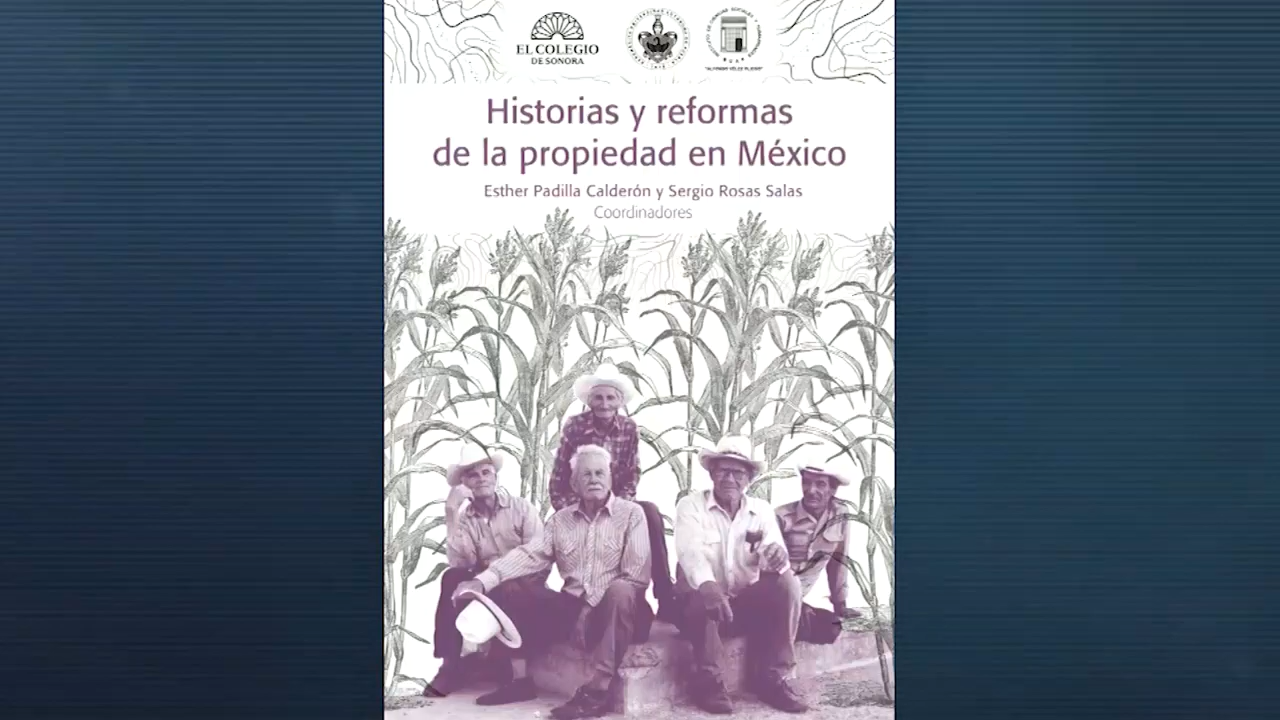 EL COLEGIO
DE SONORA
Historias y reformas
de la propiedad en México
Esther Padilla Calderón y Sergio Rosas Salas
Coordinadores